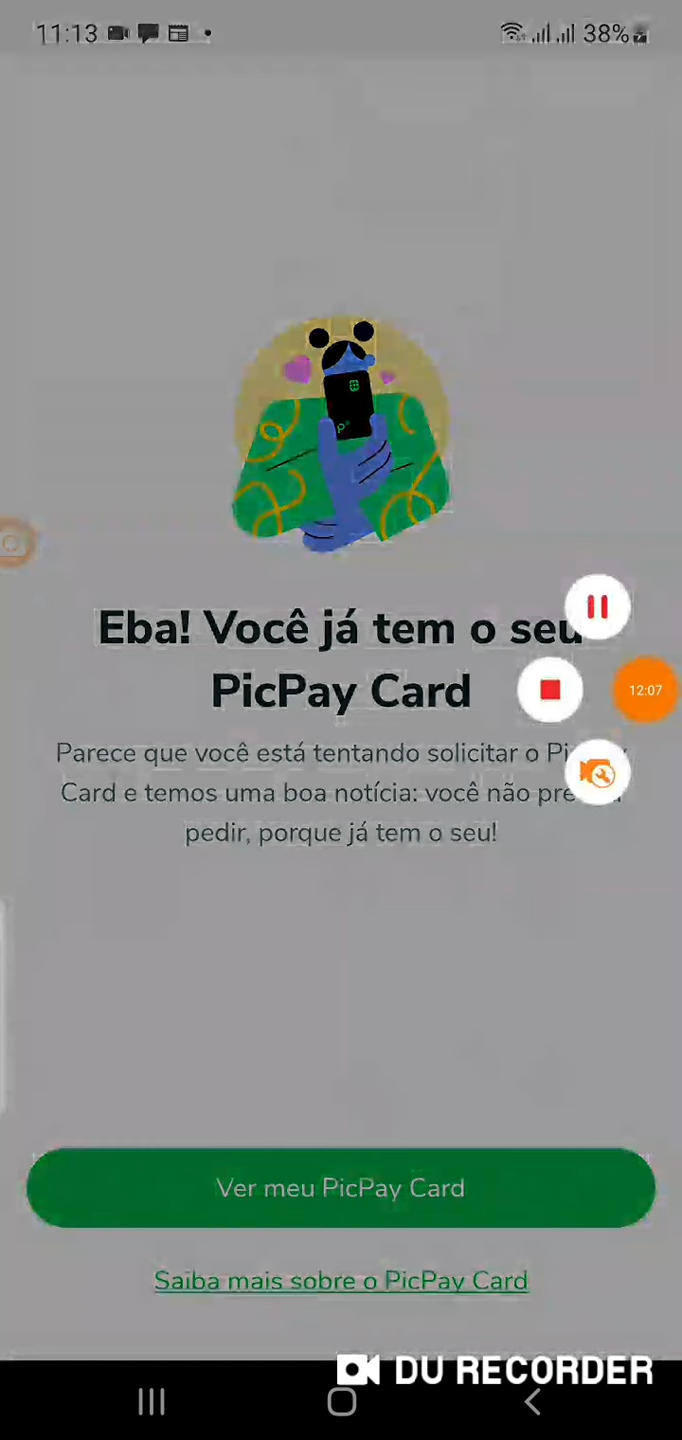 11:13
38%
Eba! Você já tem o seu
PicPay Card
12:07
Parece que você está tentando solicitar o
Card e temos uma boa notícia: você não
pedir, porque já tem o seu!
Ver meu PicPay Card
Saiba mais sobre o PicPay Card
DU RECORDER